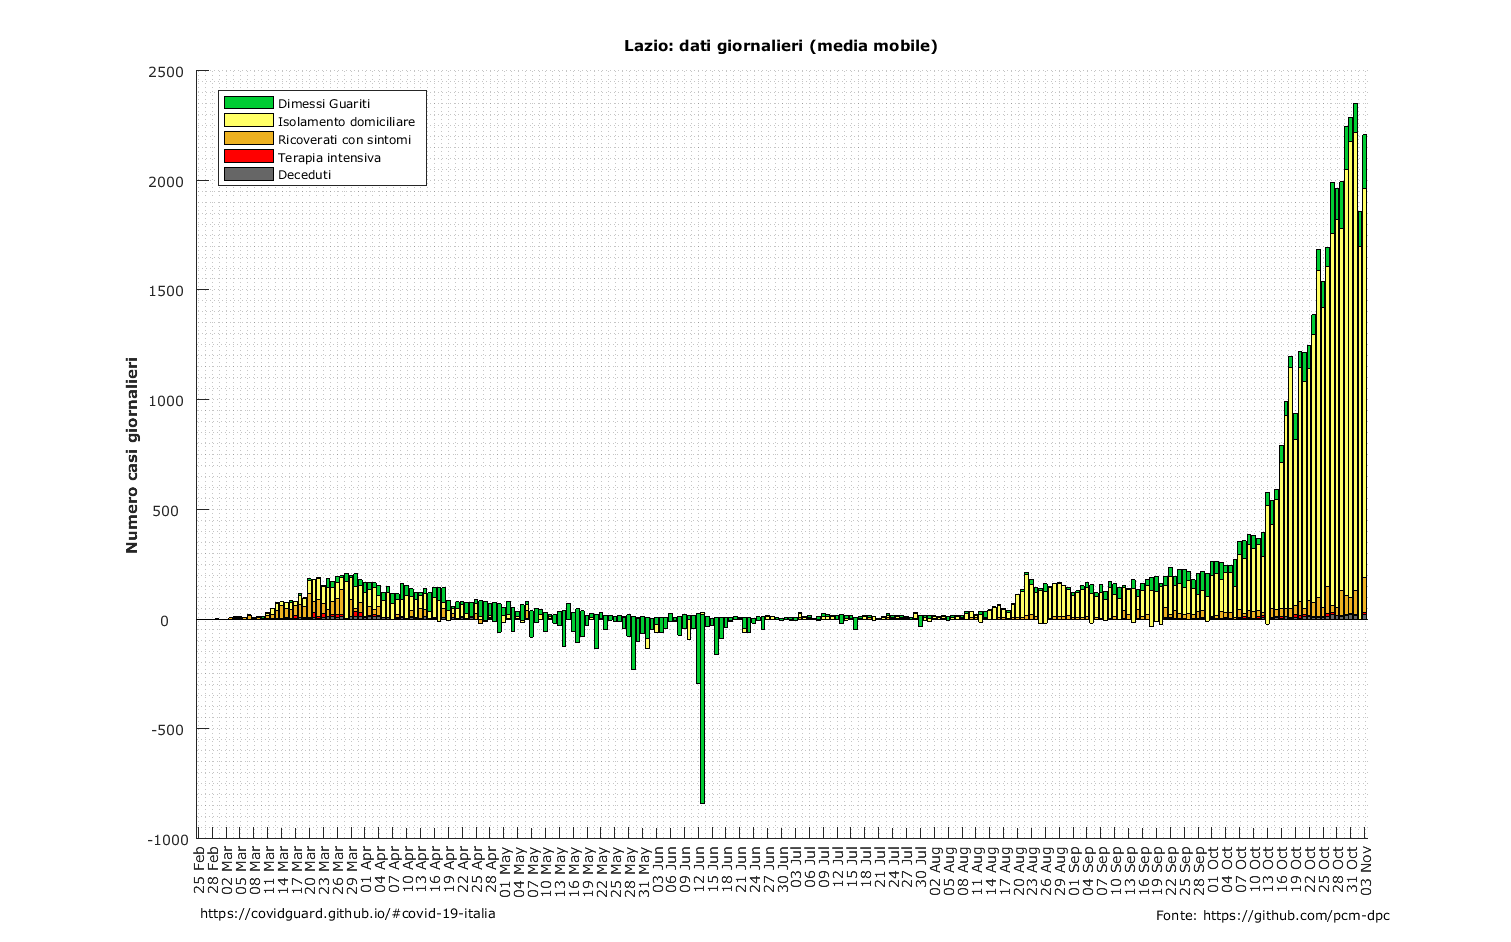 Lazio: dati giornalieri (media mobile)
2500
2000
1500
1000
500
0
-500
-1000
Numero casi giornalieri
Dimessi Guariti
Isolamento domiciliare
Ricoverati con sintomi
Terapia intensiva
Deceduti
25 Feb
28 Feb
02 Mar
05 Mar
08 Mar
11 Mar
14 Mar
17 Mar
20 Mar
23 Mar
26 Mar
29 Mar
01 Apr
04 Apr
07 Apr
10 Apr
13 Apr
16 Apr
19 Apr
22 Apr
25 Apr
28 Apr
01 May
04 May
07 May
10 May
13 May
16 May
19 May
22 May
25 May
28 May
31 May
03 Jun
06 Jun
09 Jun
12 Jun
15 Jun
18 Jun
21 Jun
24 Jun
27 Jun
30 Jun
03 Jul
06 Jul
09 Jul
12 Jul
15 Jul
18 Jul
21 Jul
24 Jul
27 Jul
30 Jul
02 Aug
05 Aug
08 Aug
11 Aug
14 Aug
17 Aug
20 Aug
23 Aug
26 Aug
29 Aug
01 Sep
04 Sep
07 Sep
10 Sep
13 Sep
16 Sep
19 Sep
22 Sep
25 Sep
28 Sep
01 Oct
04 Oct
07 Oct
10 Oct
13 Oct
16 Oct
19 Oct
22 Oct
25 Oct
28 Oct
31 Oct
03 Nov
https://covidguard.github.io/#covid-19-italia
Fonte: https://github.com/pcm-dpc